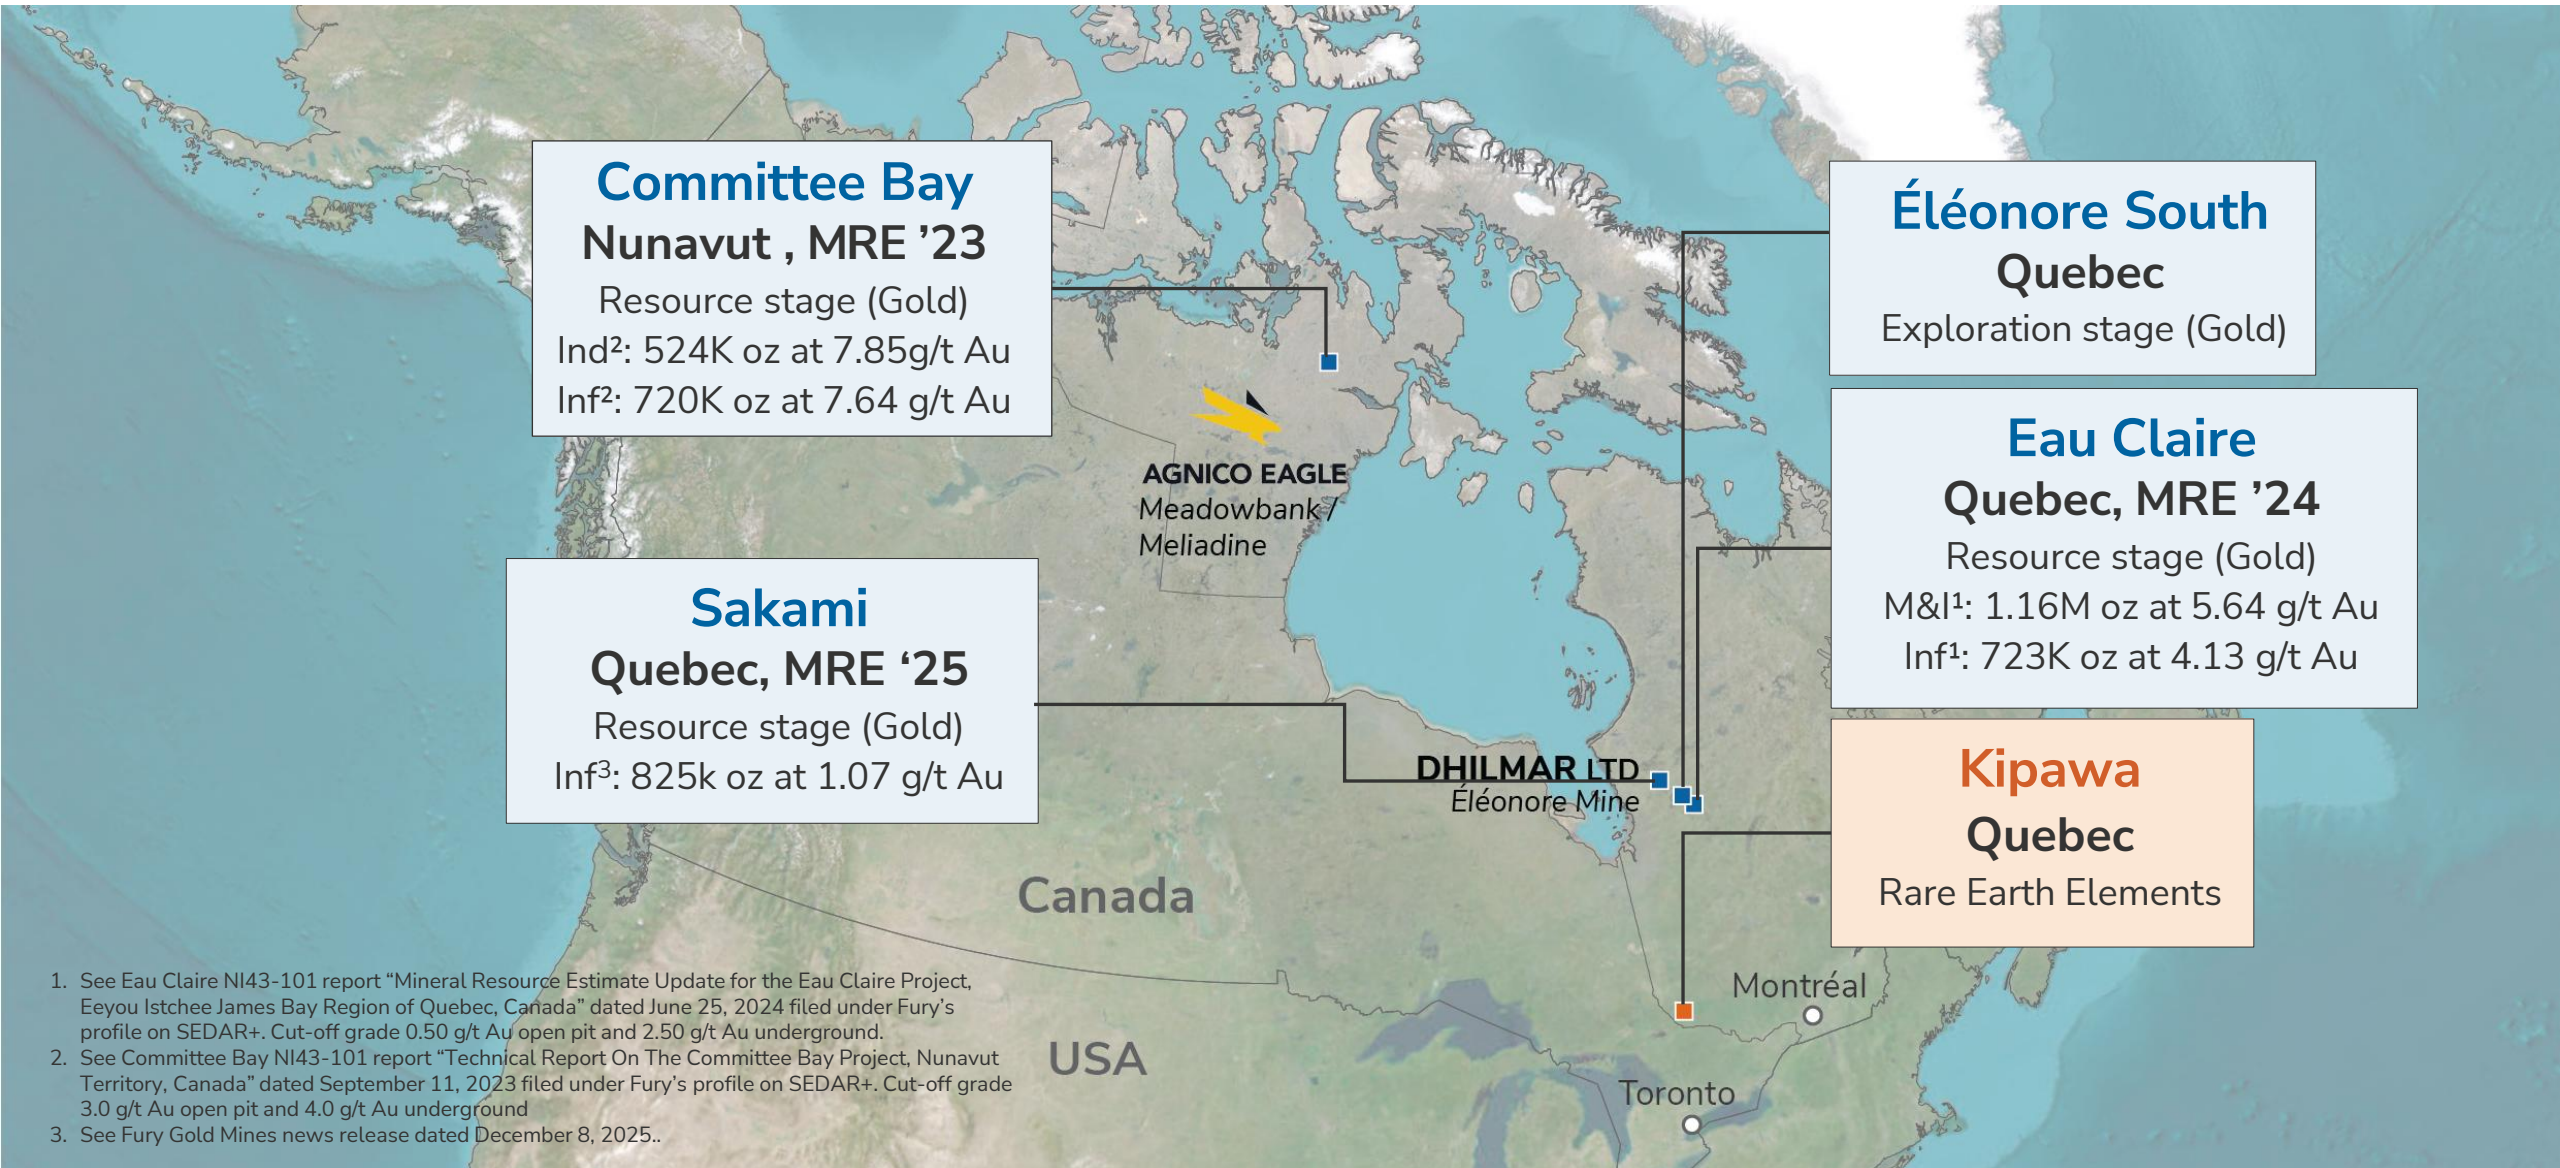 Committee Bay
Nunavut , MRE ’23
Resource stage (Gold)
Ind²: 524K oz at 7.85g/t Au
Inf²: 720K oz at 7.64 g/t Au
Éléonore South
Quebec
Exploration stage (Gold)
Eau Claire
Quebec, MRE ’24
Resource stage (Gold)
M&I¹: 1.16M oz at 5.64 g/t Au
Inf¹: 723K oz at 4.13 g/t Au
AGNICO EAGLE
Meadowbank /
Meliadine
Sakami
Quebec, MRE ‘25
Resource stage (Gold)
Inf³: 825k oz at 1.07 g/t Au
DHILMAR LTD
Éléonore Mine
Kipawa
Quebec
Rare Earth Elements
Canada
USA
Montréal
Toronto
1. See Eau Claire NI43-101 report “Mineral Resource Estimate Update for the Eau Claire Project,
Eeyou Istchee James Bay Region of Quebec, Canada” dated June 25, 2024 filed under Fury’s
profile on SEDAR+. Cut-off grade 0.50 g/t Au open pit and 2.50 g/t Au underground.
2. See Committee Bay NI43-101 report “Technical Report On The Committee Bay Project, Nunavut
Territory, Canada” dated September 11, 2023 filed under Fury’s profile on SEDAR+. Cut-off grade
3.0 g/t Au open pit and 4.0 g/t Au underground
3. See Fury Gold Mines news release dated December 8, 2025..